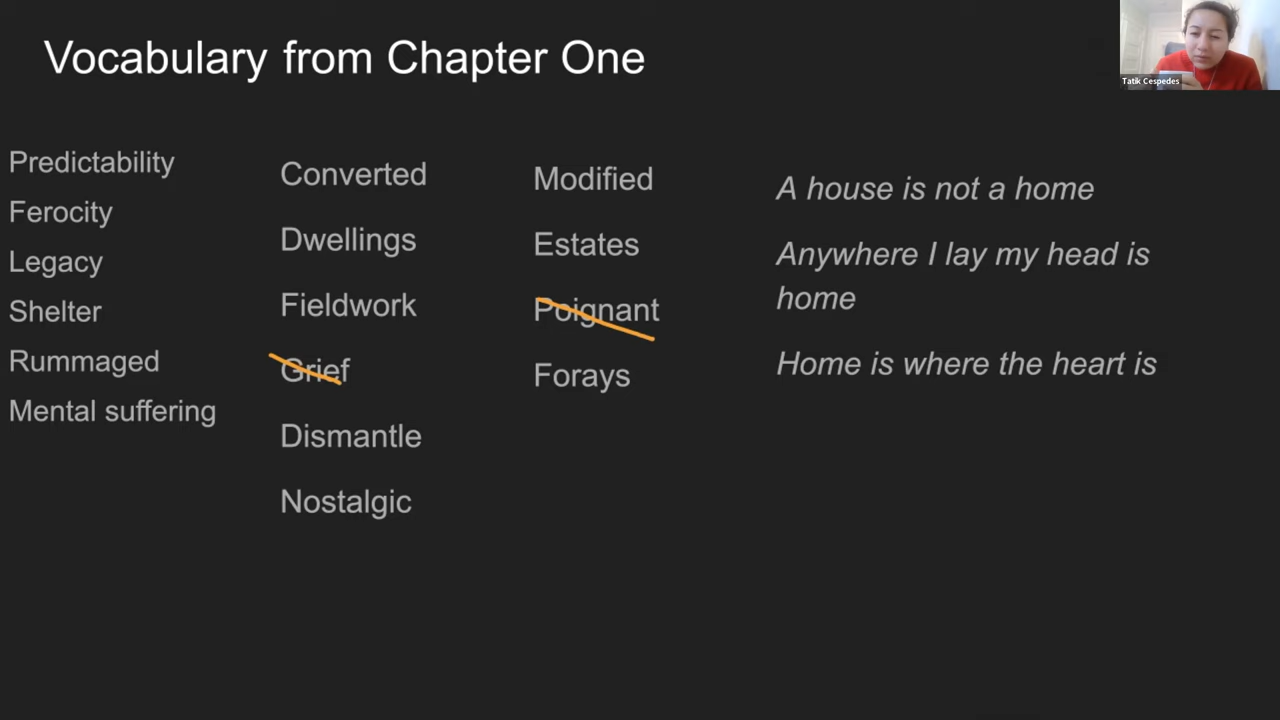 Vocabulary from Chapter One
Tatik Cespedes
Predictability
Ferocity
Legacy
Shelter
Rummaged
Mental suffering
Converted
Dwellings
Fieldwork
Grief
Dismantle
Nostalgic
Modified
Estates
Poignant
Forays
A house is not a home
Anywhere I lay my head is
home
Home is where the heart is